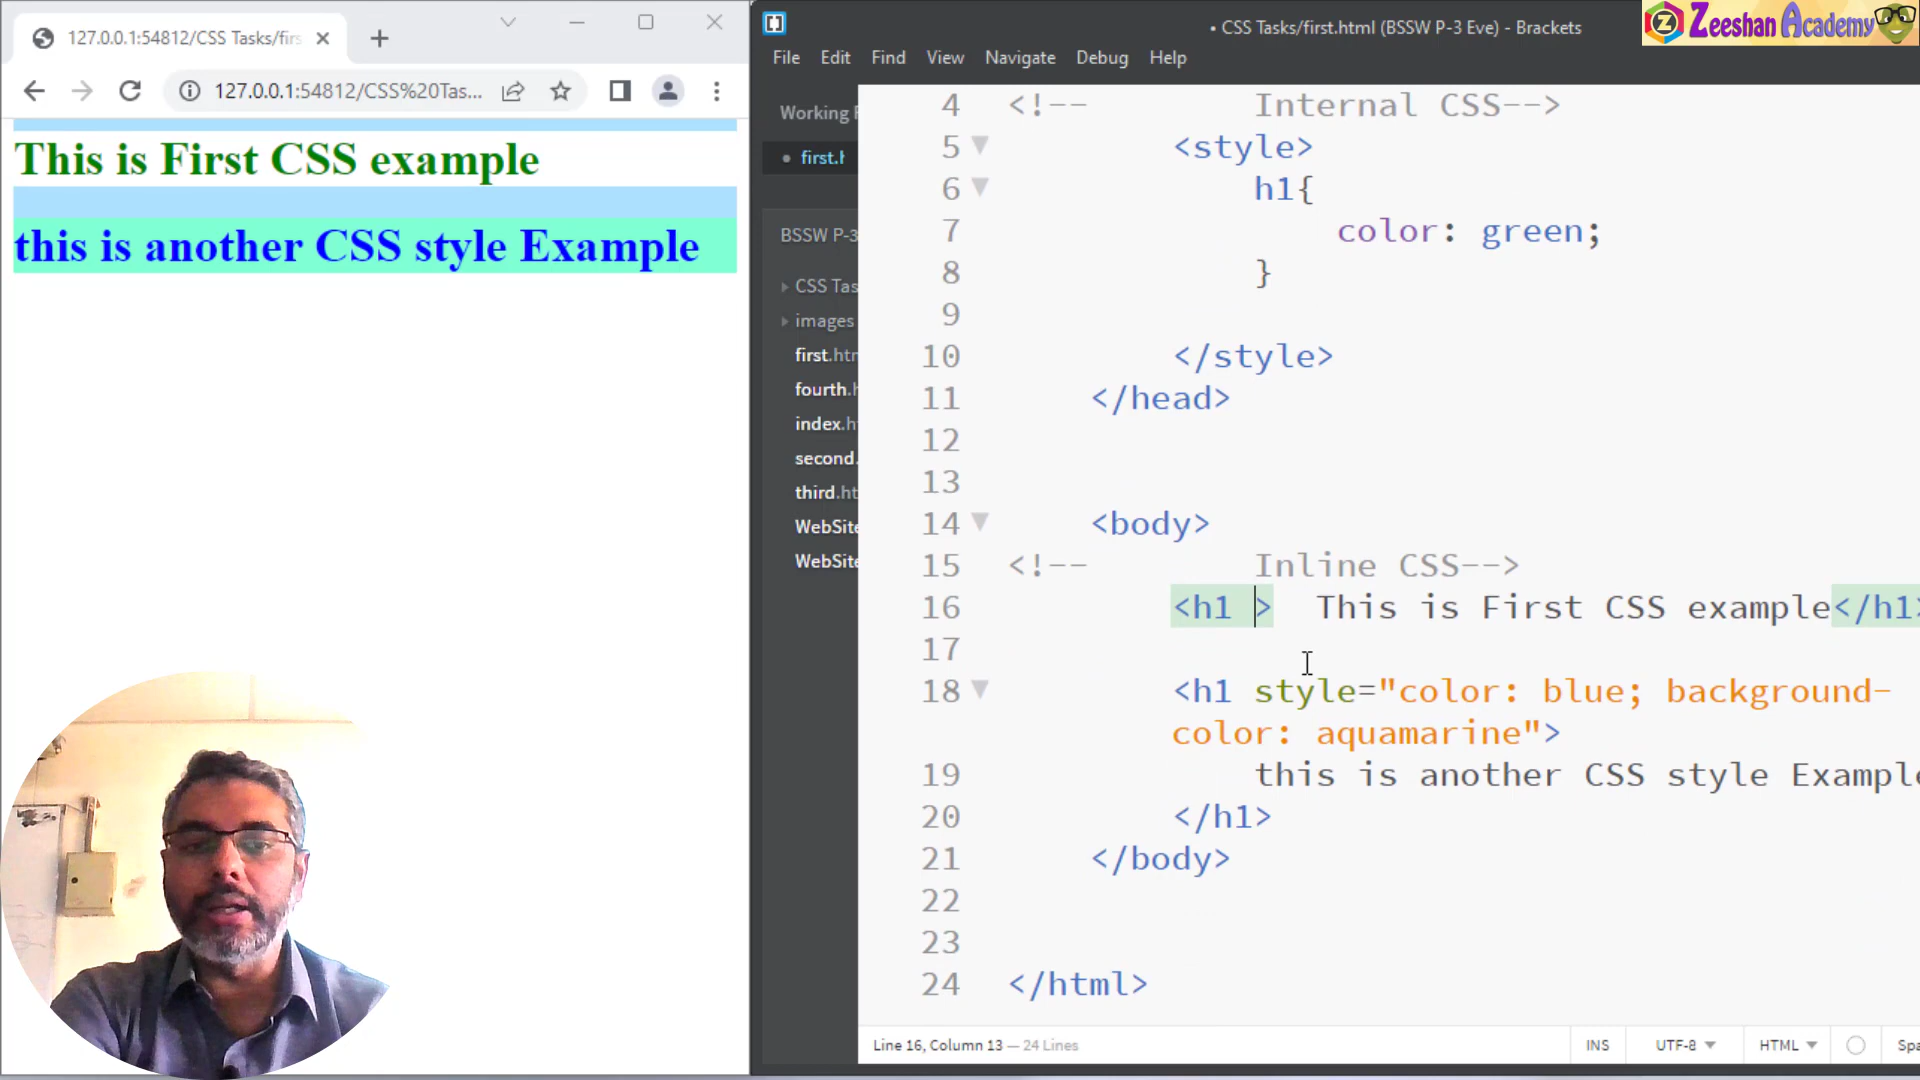 127.0.0.1:54812/CSS Tasks/firs
127.0.0.1:54812/CSS%20Tas...
This is First CSS example
this is another CSS style Example
• CSS Tasks/first.html (BSSW P-3 Eve) - Brackets
Zeeshan Academy
File Edit Find View Navigate Debug Help
Working F
first.h
BSSW P-3
CSS Tas
images
first.htm
fourth.h
index.h
second.
third.ht
WebSite
WebSite
4 <!-- Internal CSS-->
5 <style>
6 h1{
7 color: green;
8 }
9
10 </style>
11 </head>
12
13
14 <body>
15 <!-- Inline CSS-->
16 <h1 > This is First CSS example</h1>
17
18 <h1 style="color: blue; background-
color: aquamarine">
19 this is another CSS style Example
20 </h1>
21 </body>
22
23
24 </html>
Line 16, Column 13 — 24 Lines
INS UTF-8 HTML Spa